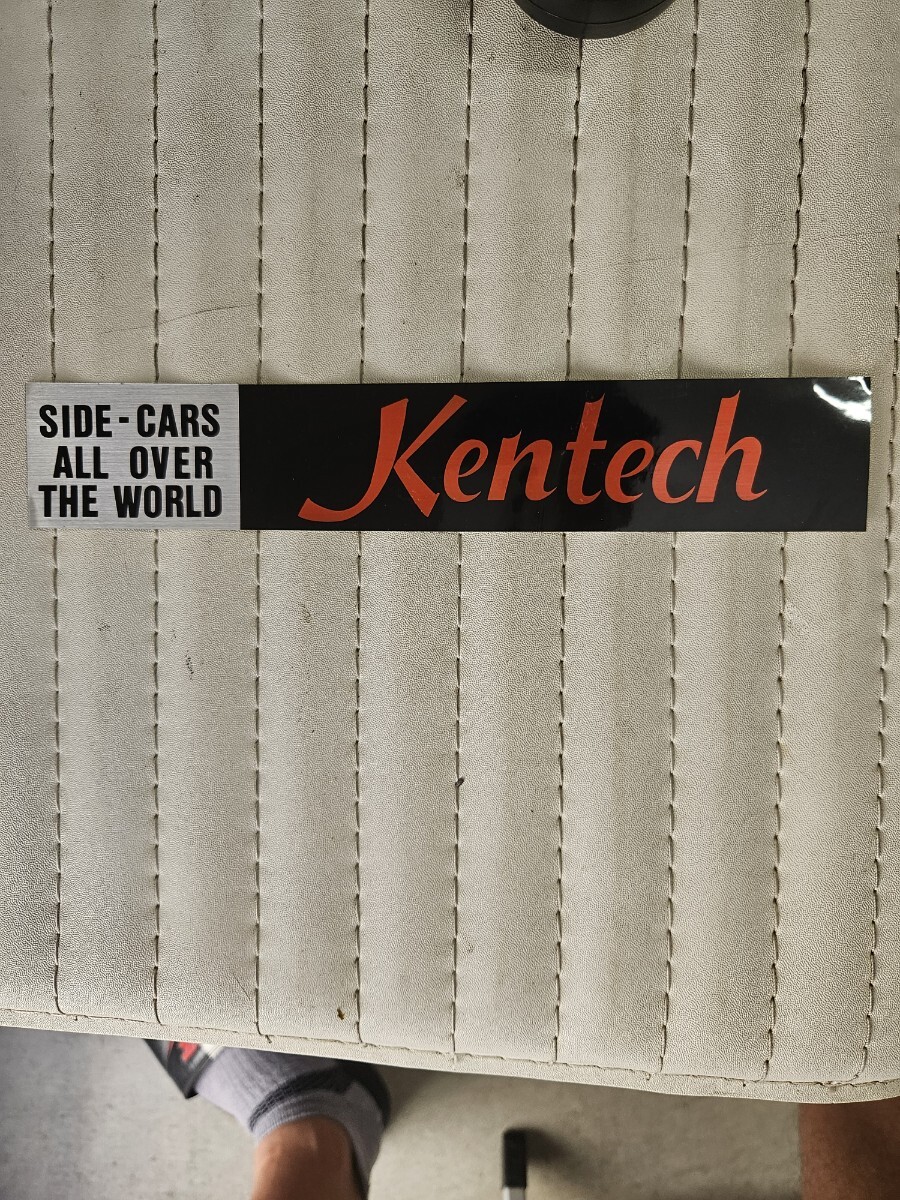 SIDE-CARS
ALL OVER
THE WORLD
Kentech